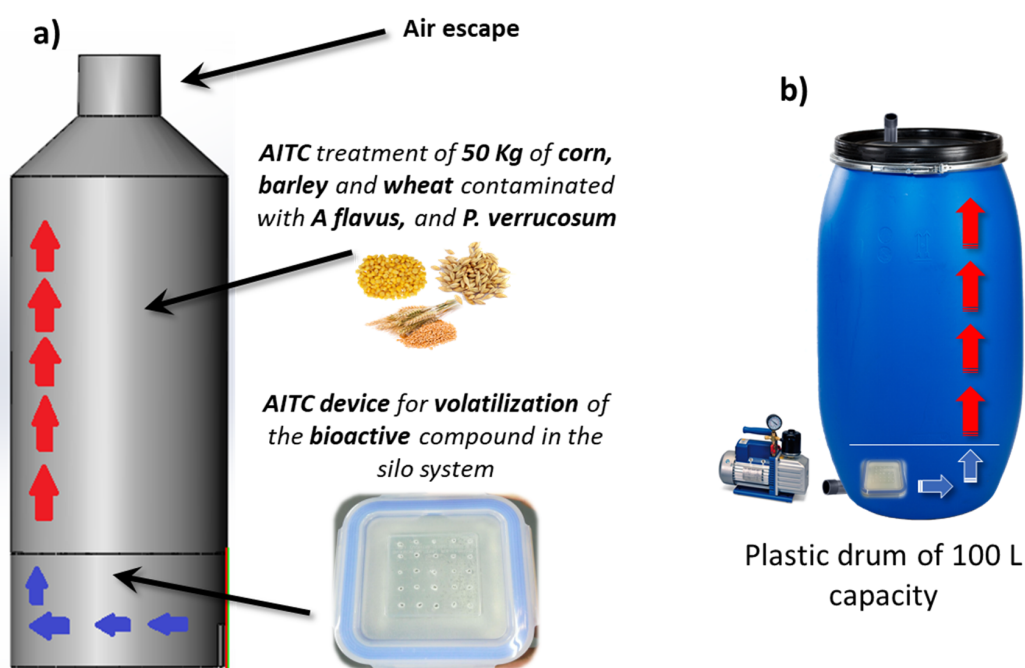 a)
Air escape
AITC treatment of 50 Kg of corn,
barley and wheat contaminated
with A flavus, and P. verrucosum
AITC device for volatilization of
the bioactive compound in the
silo system
b)
Plastic drum of 100 L
capacity